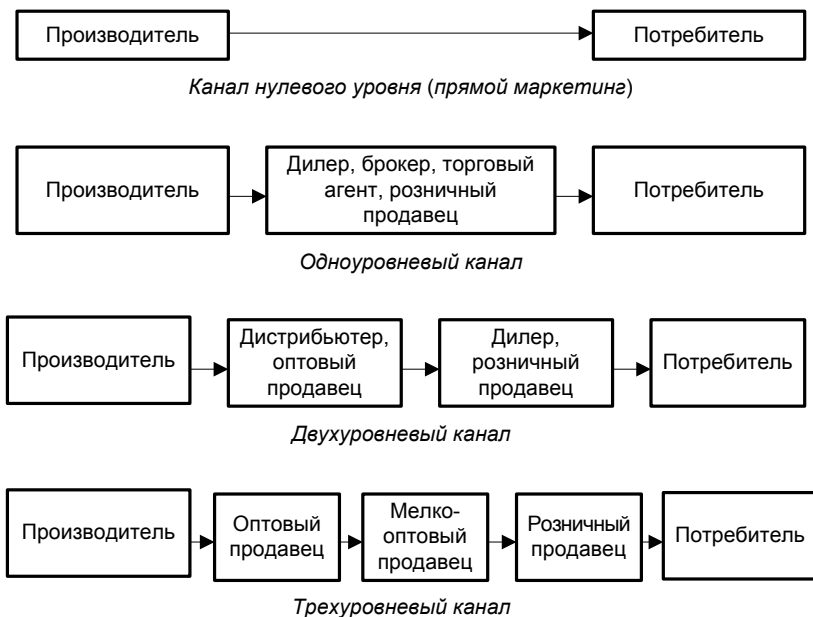 Производитель
Потребитель
Канал нулевого уровня (прямой маркетинг)
Производитель
Дилер, брокер, торговый
агент, розничный
продавец
Потребитель
Одноуровневый канал
Производитель
Дистрибьютер,
оптовый
продавец
Дилер,
розничный
продавец
Потребитель
Двухуровневый канал
Производитель
Оптовый
продавец
Мелко-
оптовый
продавец
Розничный
продавец
Потребитель
Трехуровневый канал